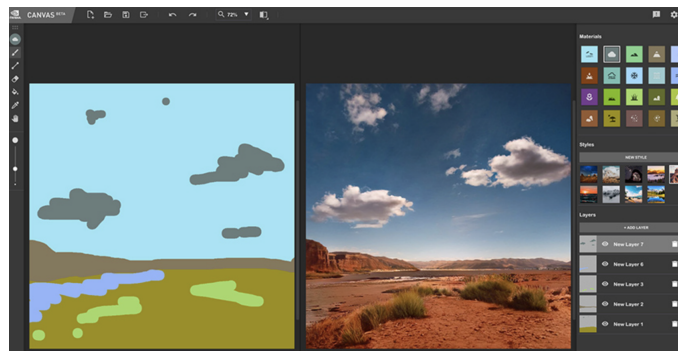 CANVAS BETA
72%
Materials
Styles
NEW STYLE
Layers
+ ADD LAYER
New Layer 7
New Layer 6
New Layer 3
New Layer 2
New Layer 1